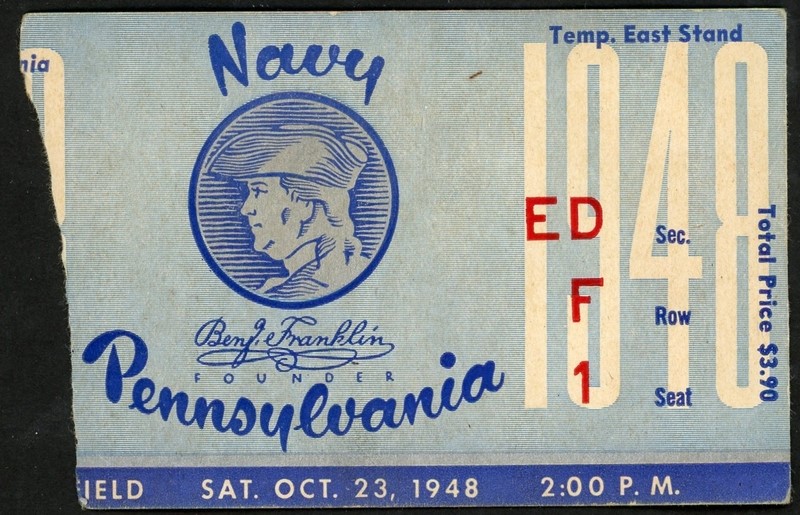 nia
Navy
Temp. East Stand
1948
ED Sec.
F Row
1 Seat
Total Price $3.90
Benj. Franklin
FOUNDER
Pennsylvania
IELD SAT. OCT. 23, 1948 2:00 P. M.